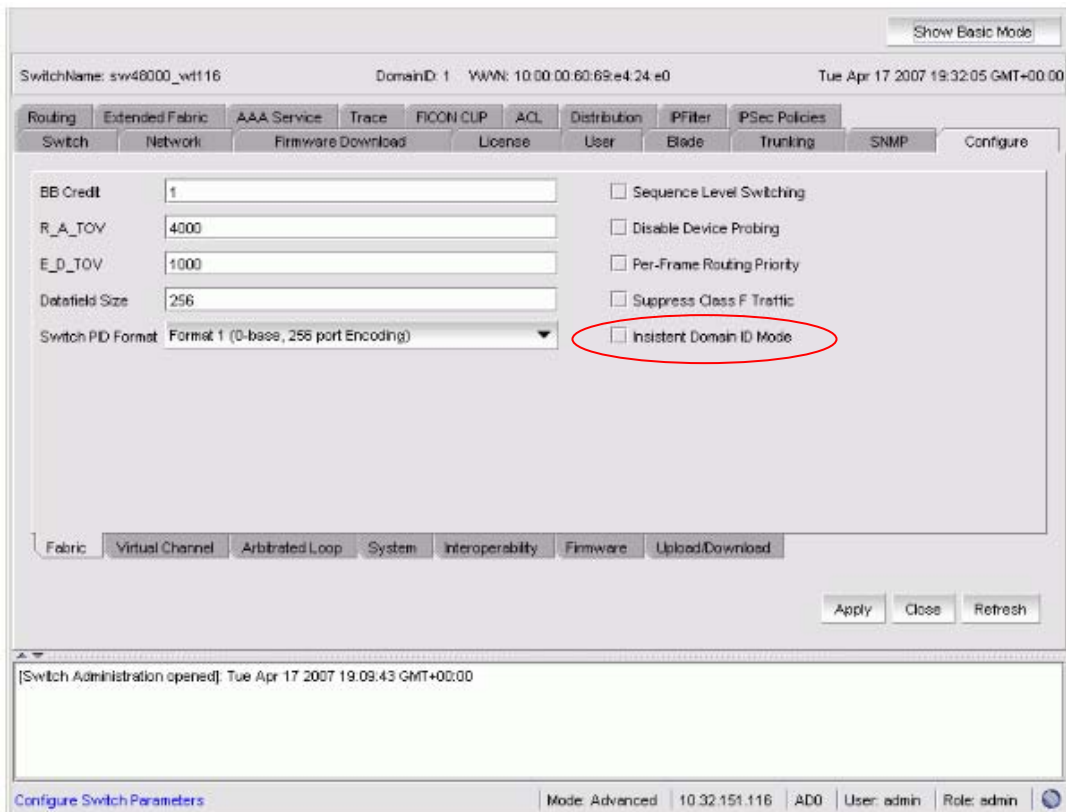 Show Basic Mode
SwitchName: sw48000_wt116 DomainID: 1 WWN: 10:00:00:60:69:e4:24:e0 Tue Apr 17 2007 19:32:05 GMT+00:00
Routing Extended Fabric AAA Service Trace FICON CUP ACL Distribution IPFilter IPSec Policies
Switch Network Firmware Download License User Blade Trunking SNMP Configure
BB Credit 1 Sequence Level Switching
R_A_TOV 4000 Disable Device Probing
E_D_TOV 1000 Per-Frame Routing Priority
Datafield Size 256 Suppress Class F Traffic
Switch PID Format Format 1 (0-base, 256 port Encoding) Insistent Domain ID Mode
Fabric Virtual Channel Arbitrated Loop System Interoperability Firmware Upload/Download
Apply Close Refresh
[Switch Administration opened]: Tue Apr 17 2007 19:09:43 GMT+00:00
Configure Switch Parameters Mode: Advanced 10.32.151.116 AD0 User: admin Role: admin